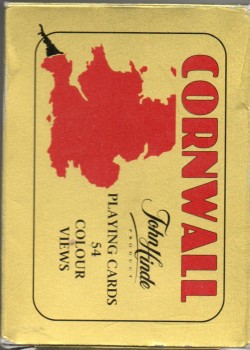 CORNWALL
John Hinde
PRODUCT
PLAYING CARDS
54
COLOUR
VIEWS